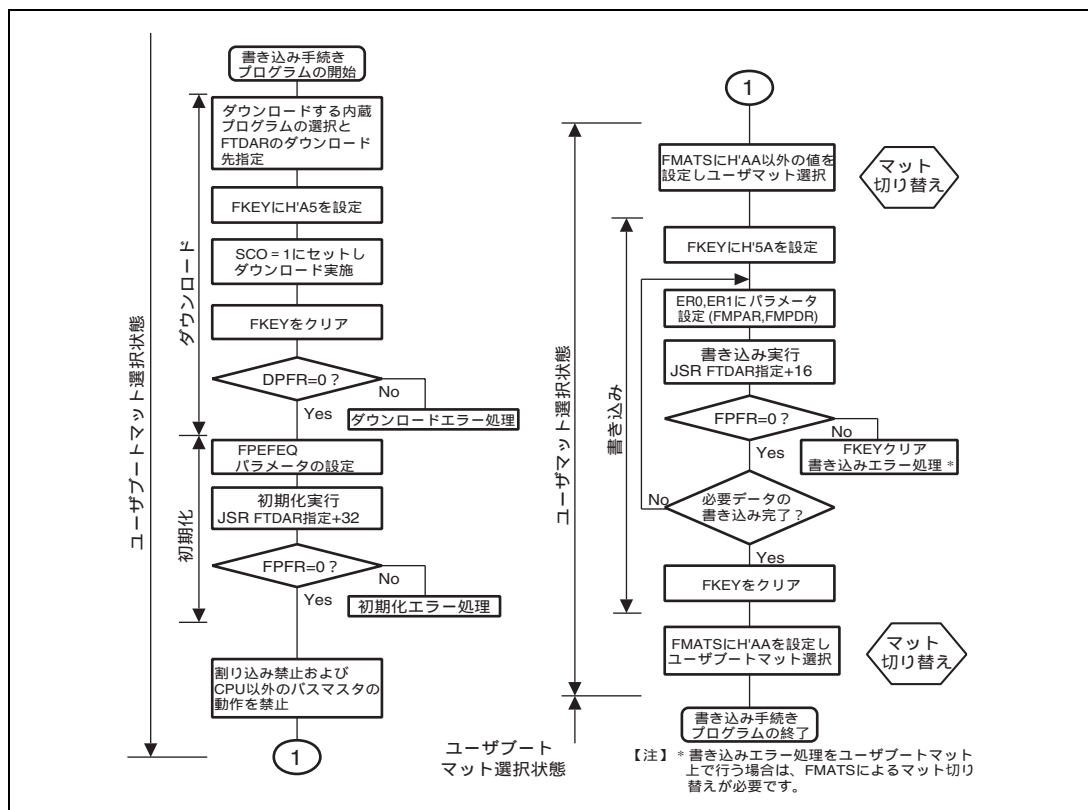 書き込み手続き
プログラムの開始
ダウンロードする内蔵
プログラムの選択と
FTDARのダウンロード
先指定
FKEYにH'A5を設定
SCO＝1にセットし
ダウンロード実施
FKEYをクリア
DPFR=0？
No
Yes
ダウンロードエラー処理
FPEFEQ
パラメータの設定
初期化実行
JSR FTDAR指定+32
FPFR=0？
No
Yes
初期化エラー処理
割り込み禁止および
CPU以外のバスマスタの
動作を禁止
1
ダウンロード
初期化
ユーザブートマット選択状態
1
FMATSにH'AA以外の値を
設定しユーザマット選択
マット
切り替え
FKEYにH'5Aを設定
ER0,ER1にパラメータ
設定(FMPAR,FMPDR)
書き込み実行
JSR FTDAR指定+16
FPFR=0？
No
Yes
FKEYクリア
書き込みエラー処理 *
No
必要データの
書き込み完了？
Yes
FKEYをクリア
FMATSにH'AAを設定し
ユーザブートマット選択
マット
切り替え
書き込み手続き
プログラムの終了
書き込み
ユーザマット選択状態
ユーザブート
マット選択状態
【注】 * 書き込みエラー処理をユーザブートマット
上で行う場合は、FMATSによるマット切り
替えが必要です。